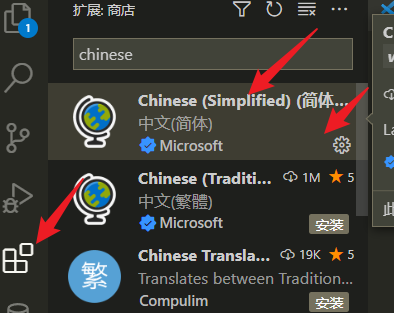 扩展: 商店
···
1
chinese
Chinese (Simplified) (简体...
中文(简体)
Microsoft
Chinese (Traditi... 1M 5
中文(繁體)
Microsoft
安装
繁
Chinese Transla... 19K 5
Translates between Tradition...
Compulim
安装
C
La
此